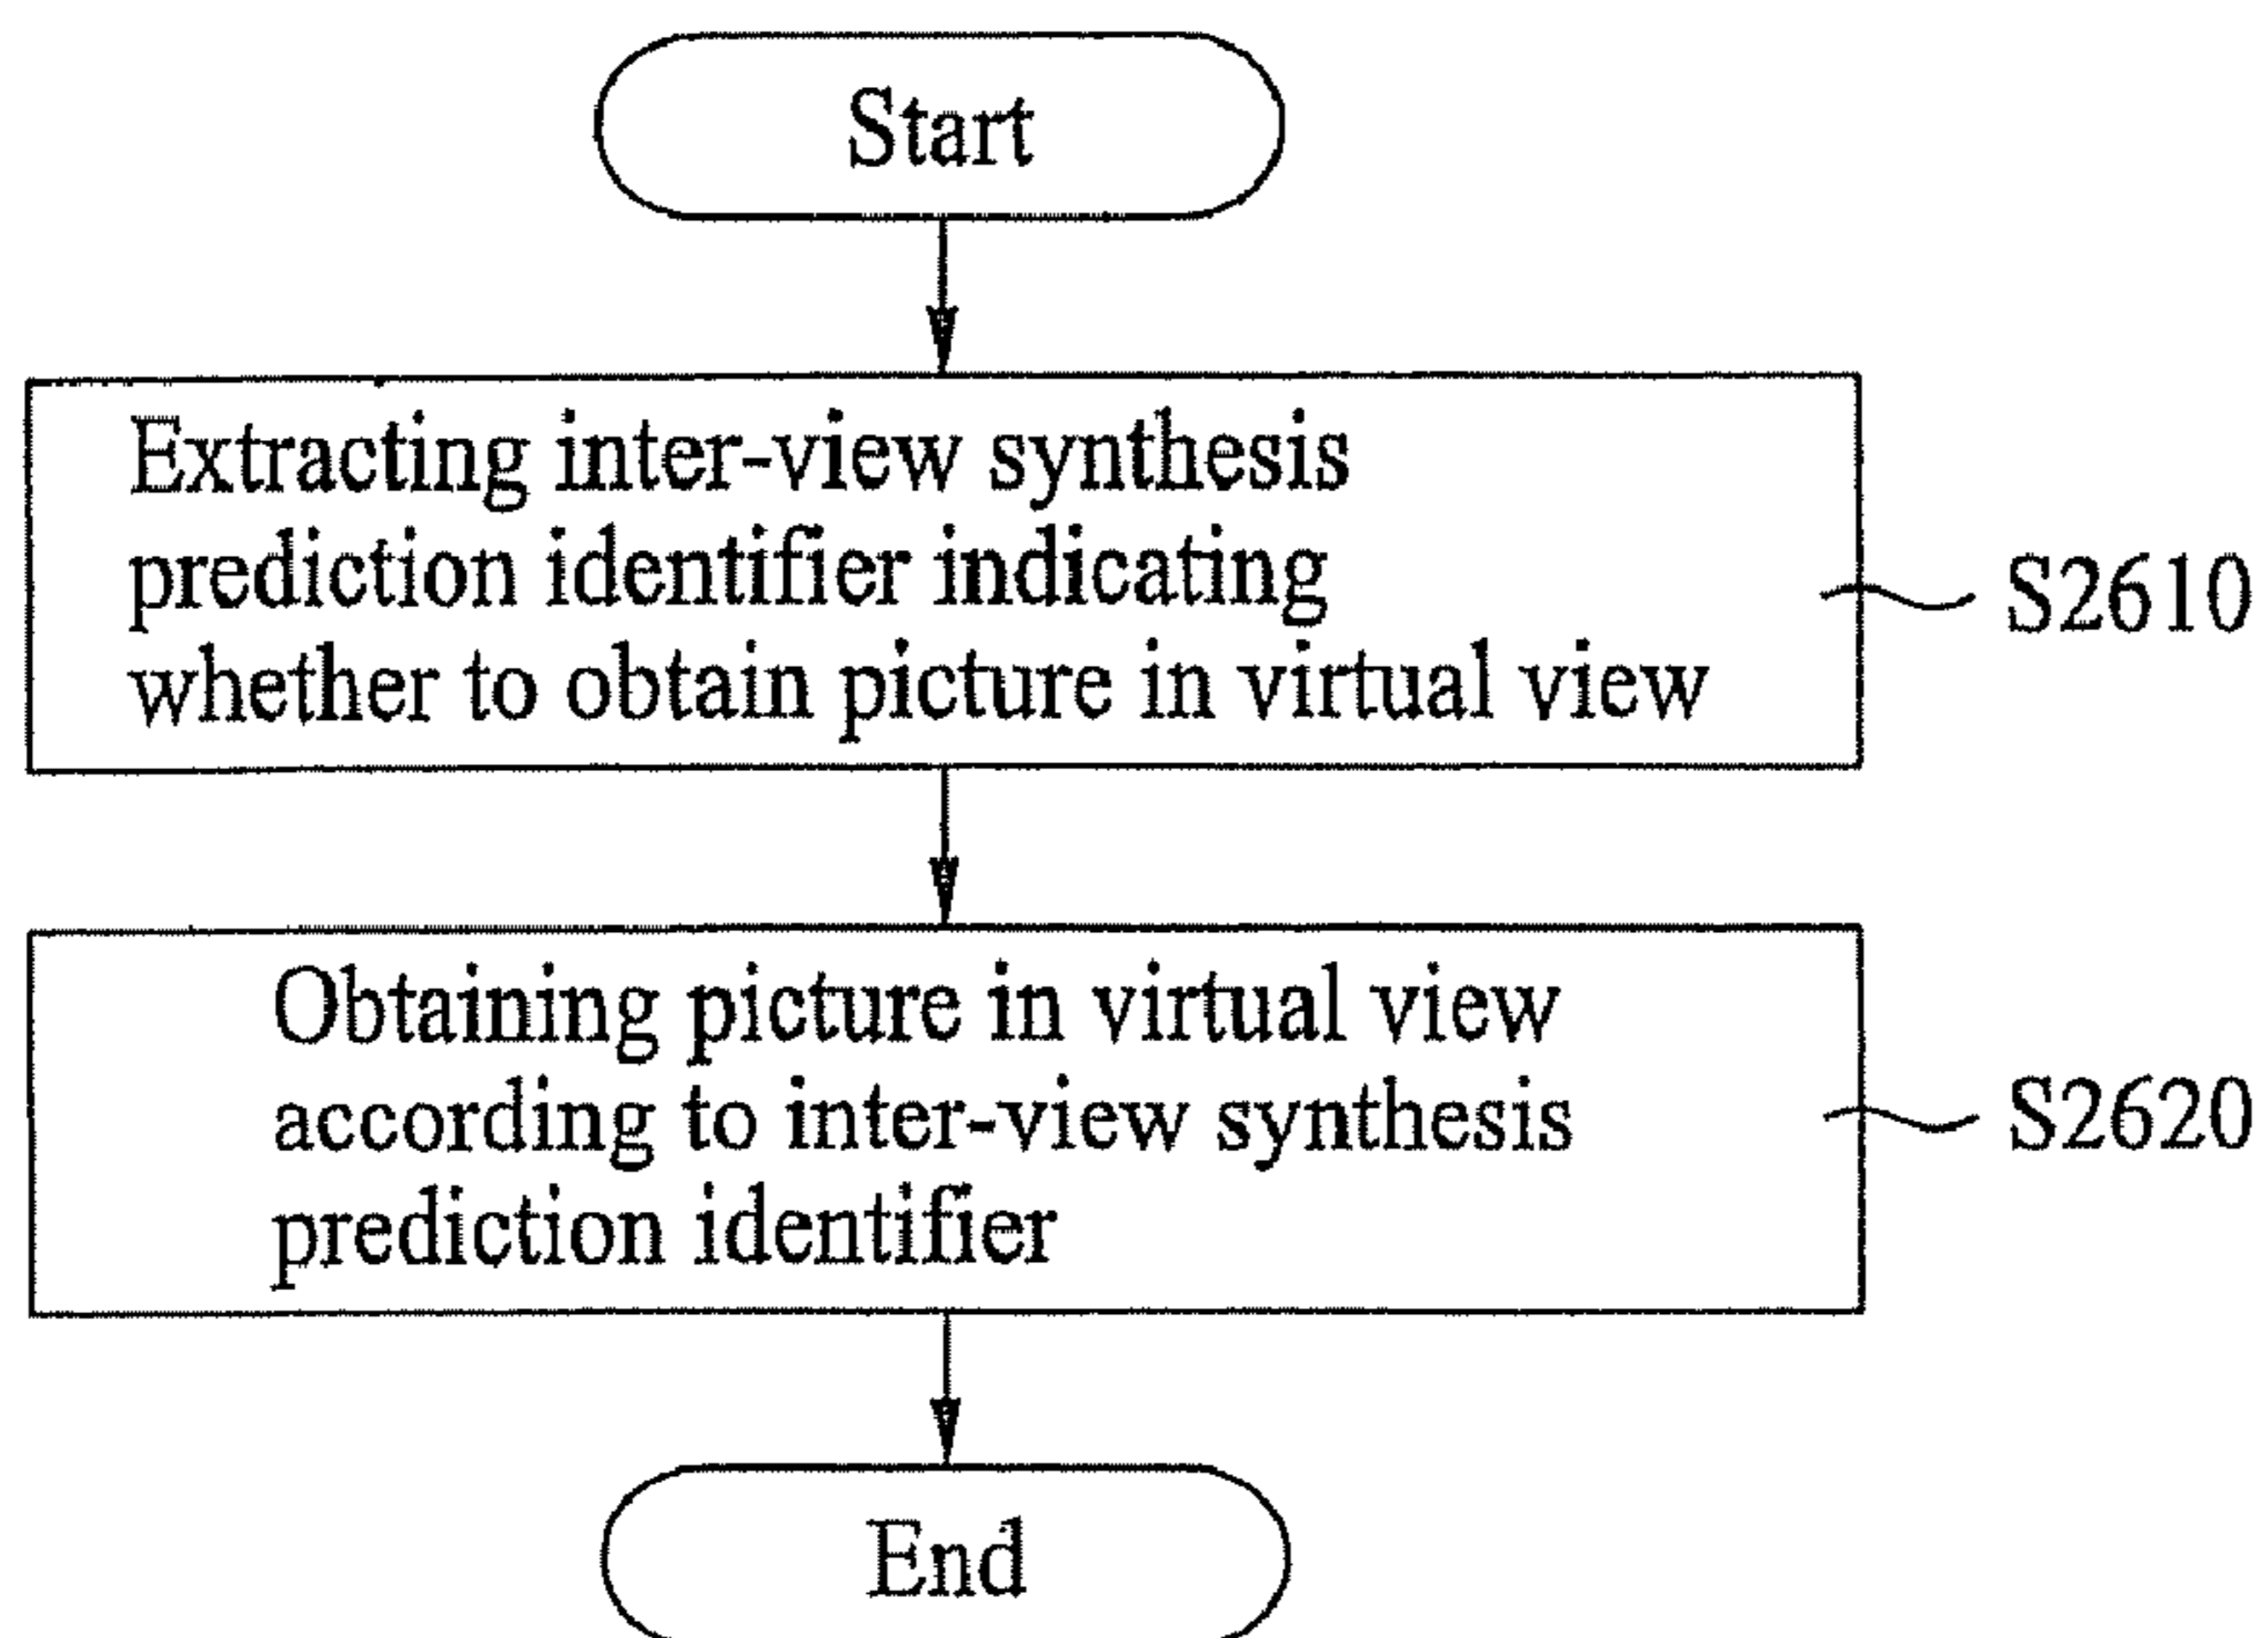 Start
Extracting inter-view synthesis
prediction identifier indicating
whether to obtain picture in virtual view
S2610
Obtaining picture in virtual view
according to inter-view synthesis
prediction identifier
S2620
End